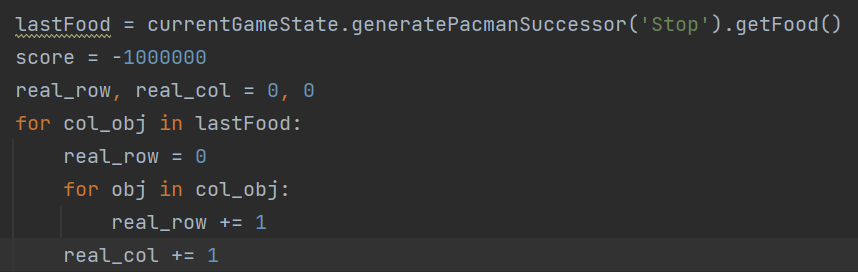 lastFood = currentGameState.generatePacmanSuccessor('Stop').getFood()
score = -1000000
real_row, real_col = 0, 0
for col_obj in lastFood:
    real_row = 0
    for obj in col_obj:
        real_row += 1
    real_col += 1